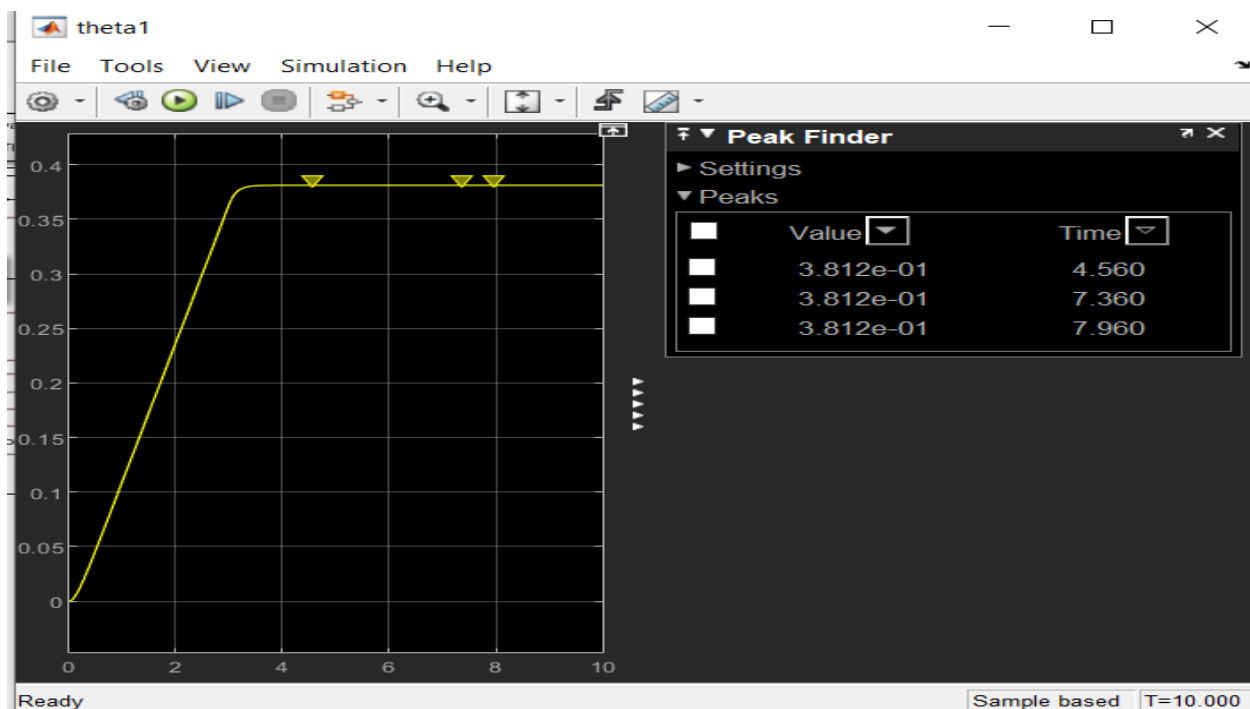 theta1
File Tools View Simulation Help
Peak Finder
Settings
Peaks
Value Time
3.812e-01 4.560
3.812e-01 7.360
3.812e-01 7.960
0.4
0.35
0.3
0.25
0.2
0.15
0.1
0.05
0
0 2 4 6 8 10
Ready Sample based T=10.000